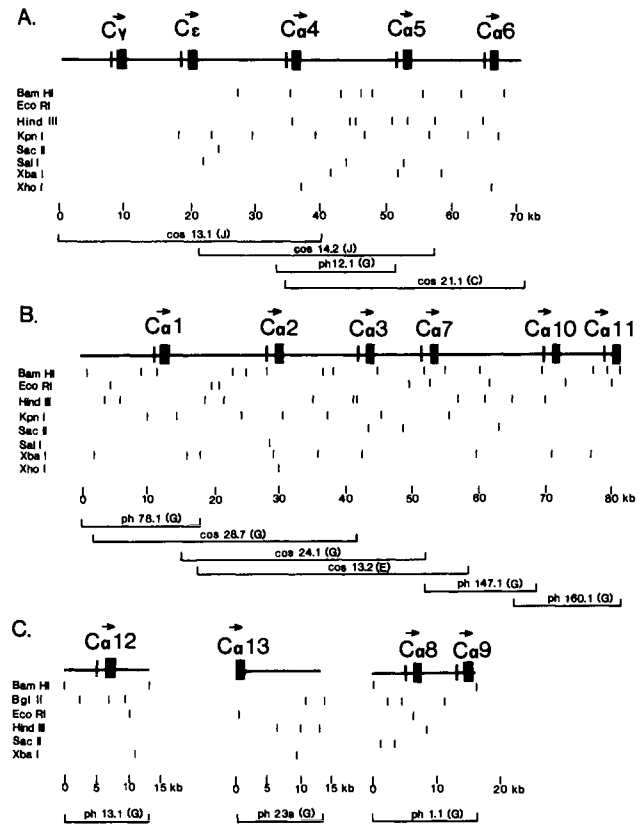 A.
Cγ Cε Cα4 Cα5 Cα6
Bam HI
Eco RI
Hind III
Kpn I
Sac II
Sal I
Xba I
Xho I
0 10 20 30 40 50 60 70 kb
cos 13.1 (J)
cos 14.2 (J)
ph12.1 (G)
cos 21.1 (C)
B.
Cα1 Cα2 Cα3 Cα7 Cα10 Cα11
Bam HI
Eco RI
Hind III
Kpn I
Sac II
Sal I
Xba I
Xho I
0 10 20 30 40 50 60 70 80 kb
ph 78.1 (G)
cos 28.7 (G)
cos 24.1 (G)
cos 13.2 (E)
ph 147.1 (G)
ph 160.1 (G)
C.
Cα12 Cα13 Cα8 Cα9
Bam HI
Bgl II
Eco RI
Hind III
Sac II
Xba I
0 5 10 15 kb 0 5 10 15 kb 0 10 20 kb
ph 13.1 (G) ph 23a (G) ph 1.1 (G)